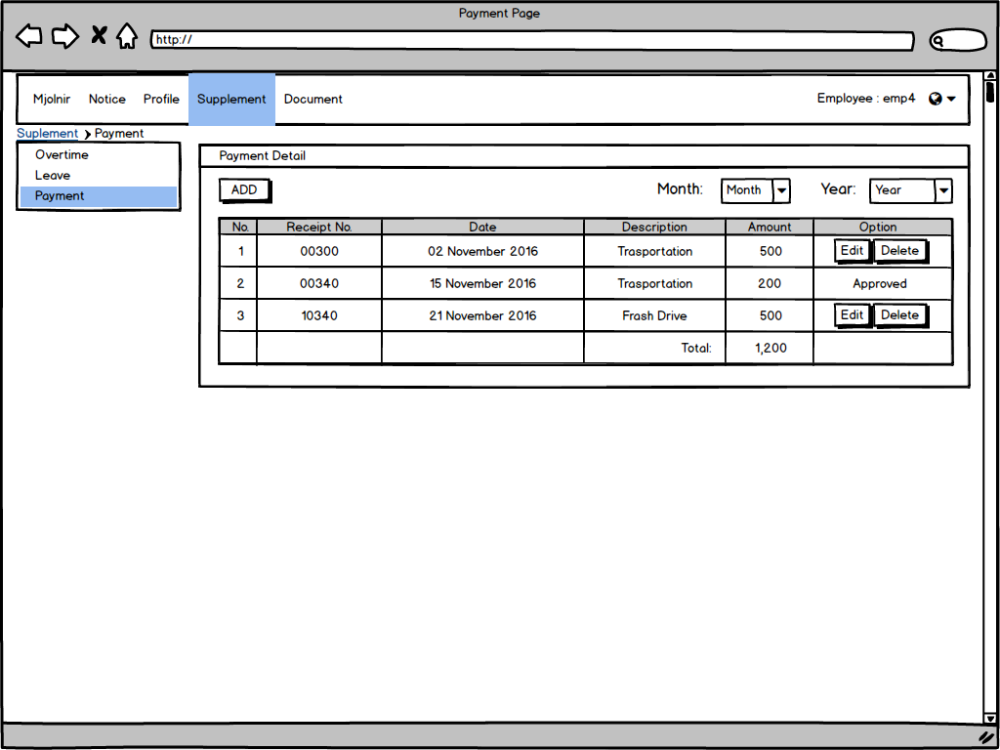 Payment Page
http://
Mjolnir Notice Profile Supplement Document Employee : emp4
Suplement Payment
Overtime
Leave
Payment
Payment Detail
ADD Month: Month Year: Year
No. Receipt No. Date Description Amount Option
1 00300 02 November 2016 Trasportation 500 Edit Delete
2 00340 15 November 2016 Trasportation 200 Approved
3 10340 21 November 2016 Frash Drive 500 Edit Delete
Total: 1,200